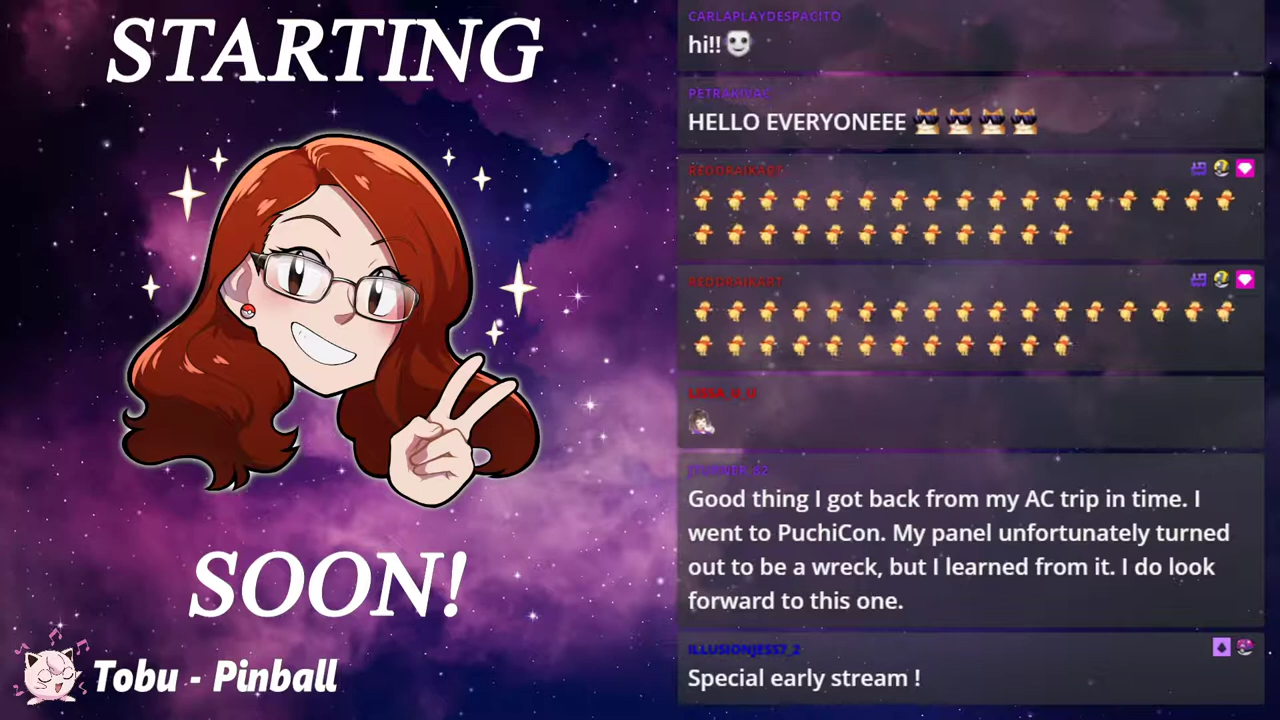 STARTING
SOON!
Tobu - Pinball
CARLAPLAYDESPACITO
hi!!
HELLO EVERYONEEE
Good thing I got back from my AC trip in time. I
went to PuchiCon. My panel unfortunately turned
out to be a wreck, but I learned from it. I do look
forward to this one.
ILLUSIONJESS7_2
Special early stream !